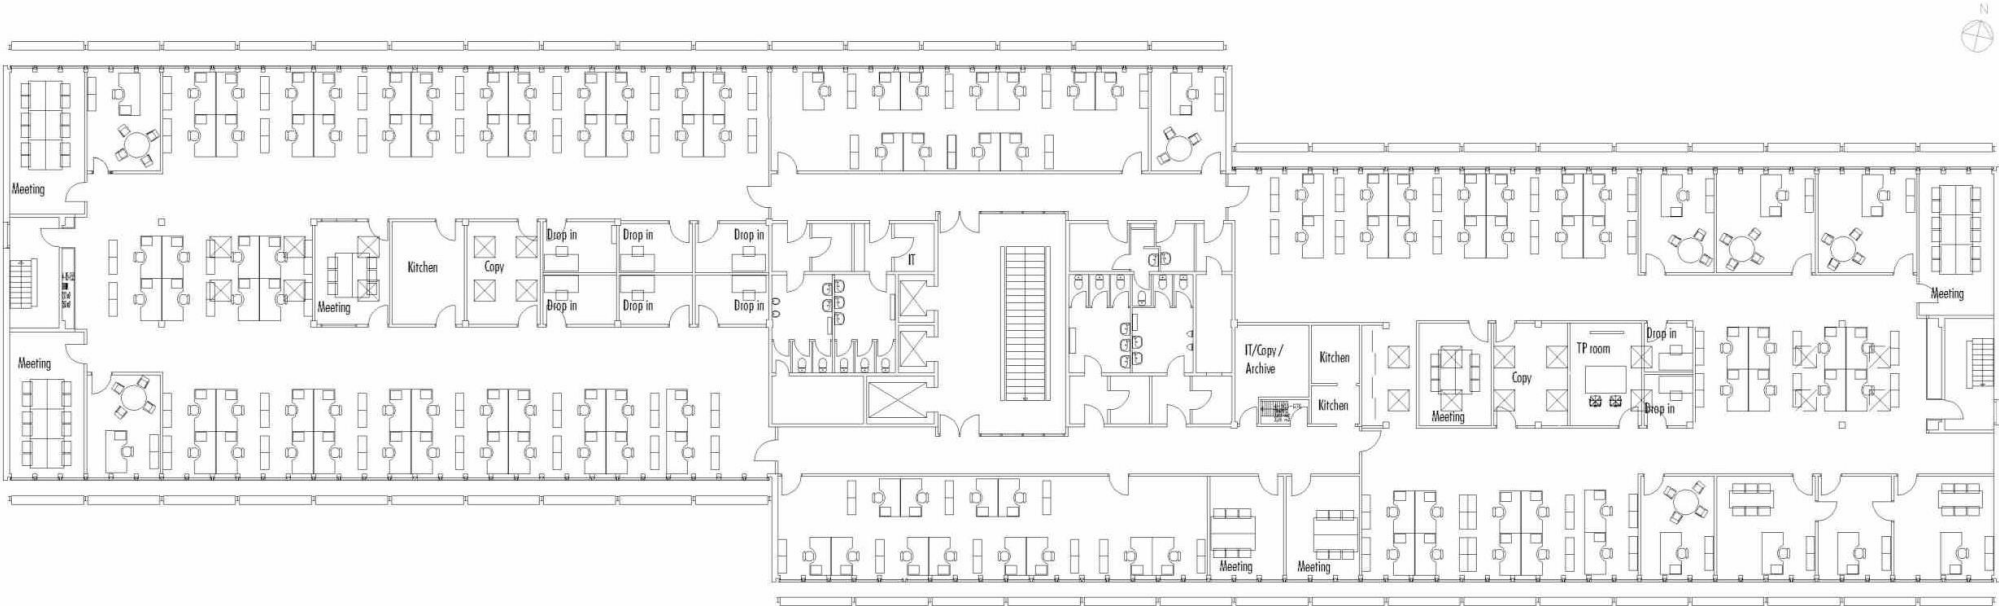 N
Meeting
Drop in
Drop in
Drop in
Kitchen
Copy
IT
Meeting
Drop in
Drop in
Drop in
Meeting
Meeting
IT/Copy /
Archive
Kitchen
Kitchen
TP room
Drop in
Copy
Drop in
Meeting
Meeting
Meeting
Meeting